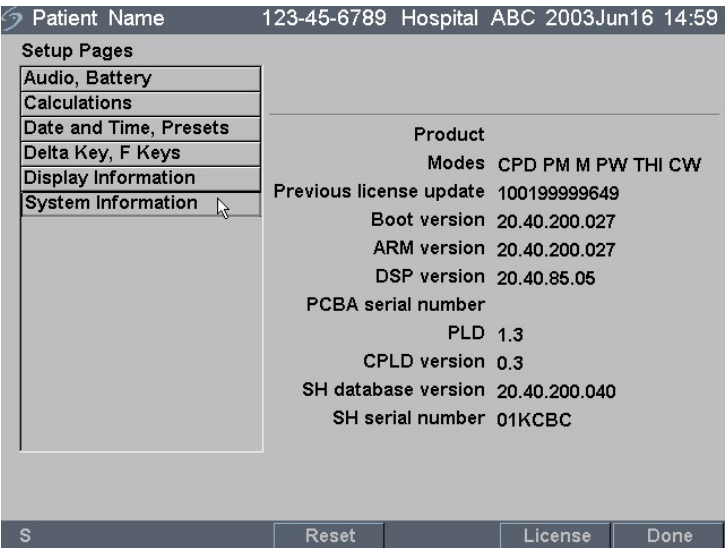 Patient Name 123-45-6789 Hospital ABC 2003Jun16 14:59
Setup Pages
Audio, Battery
Calculations
Date and Time, Presets
Delta Key, F Keys
Display Information
System Information
Product
Modes CPD PM M PW THI CW
Previous license update 100199999649
Boot version 20.40.200.027
ARM version 20.40.200.027
DSP version 20.40.85.05
PCBA serial number
PLD 1.3
CPLD version 0.3
SH database version 20.40.200.040
SH serial number 01KCBC
S Reset License Done